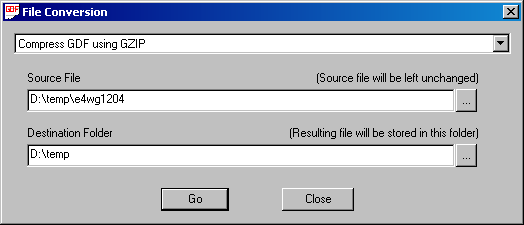 GDF File Conversion
Compress GDF using GZIP
Source File (Source file will be left unchanged)
D:\temp\e4wg1204 ...
Destination Folder (Resulting file will be stored in this folder)
D:\temp ...
Go Close